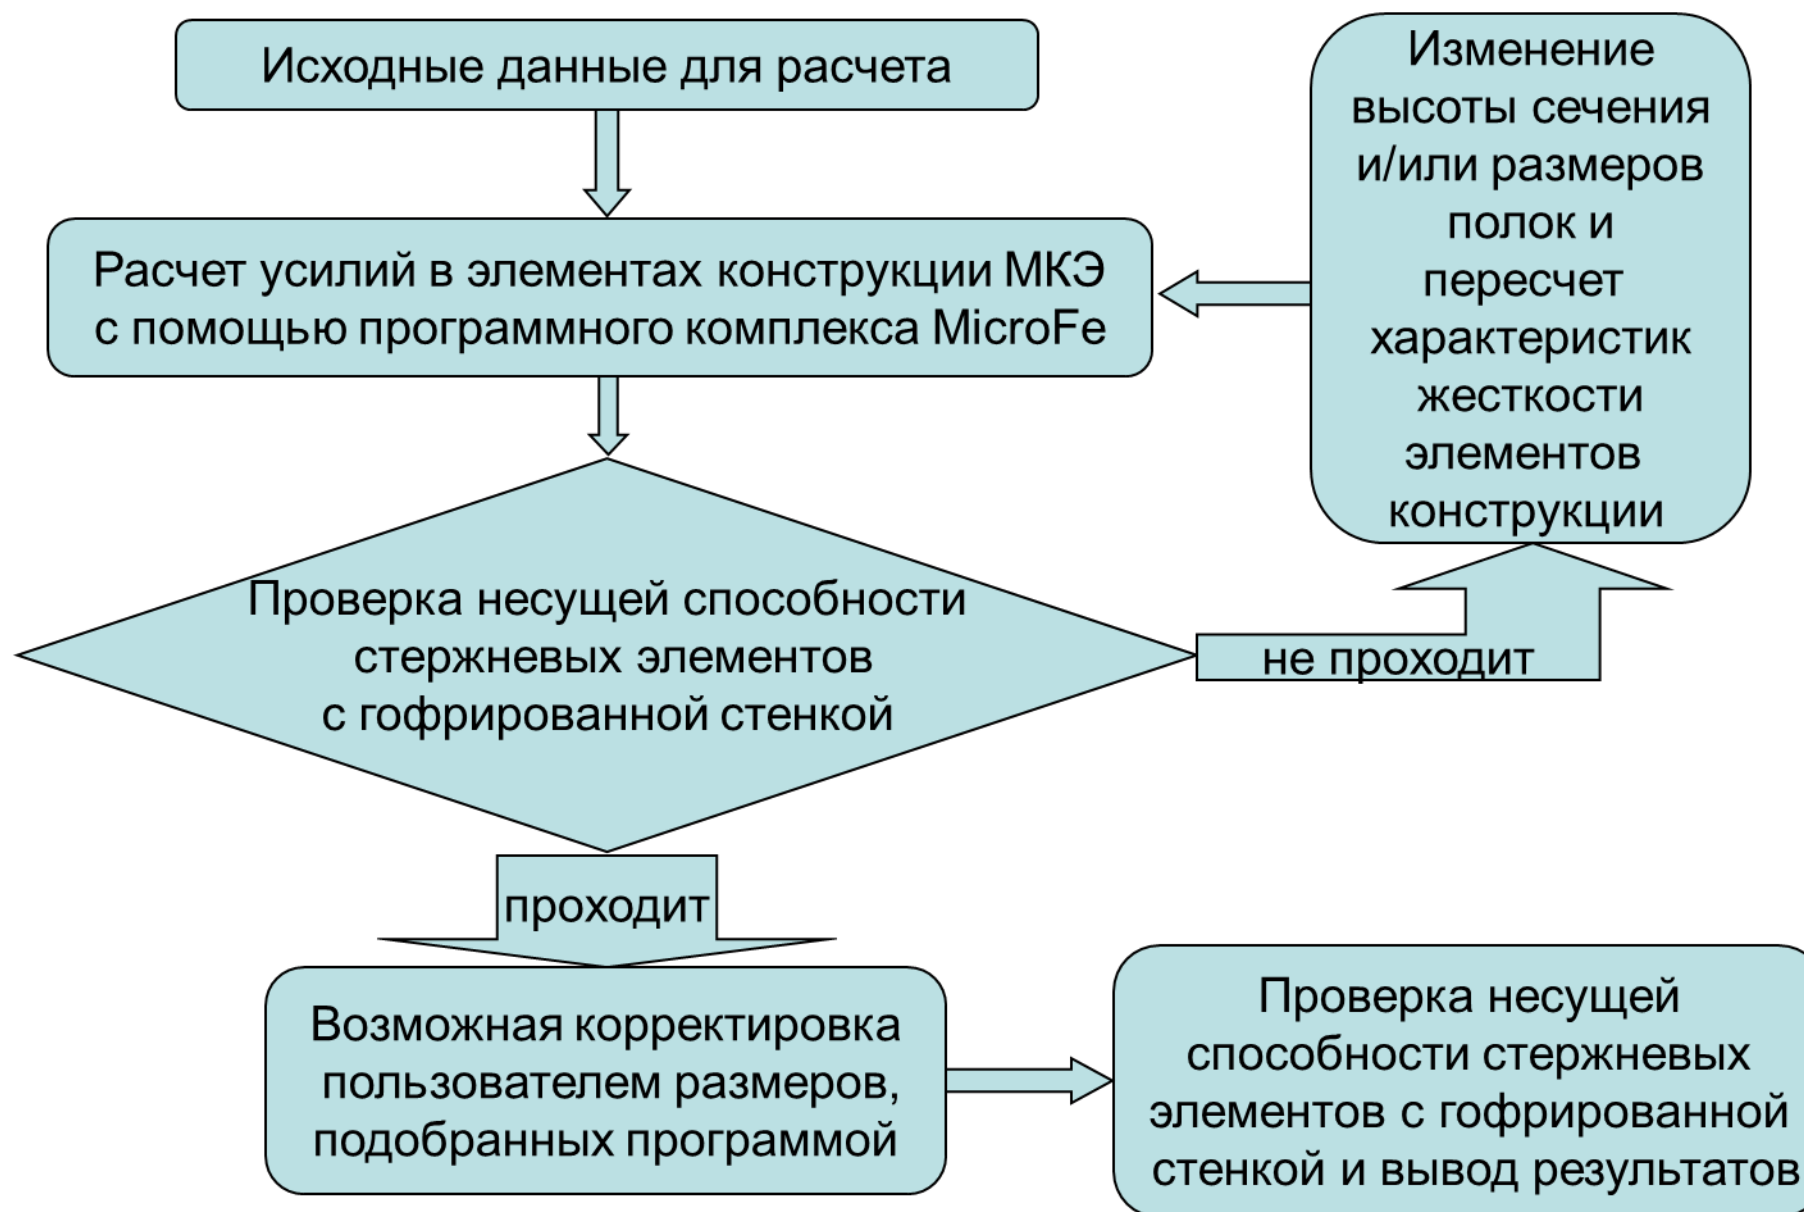 Исходные данные для расчета
Расчет усилий в элементах конструкции МКЭ
с помощью программного комплекса MicroFe
Изменение
высоты сечения
и/или размеров
полок и
пересчет
характеристик
жесткости
элементов
конструкции
Проверка несущей способности
стержневых элементов
с гофрированной стенкой
не проходит
проходит
Возможная корректировка
пользователем размеров,
подобранных программой
Проверка несущей
способности стержневых
элементов с гофрированной
стенкой и вывод результатов